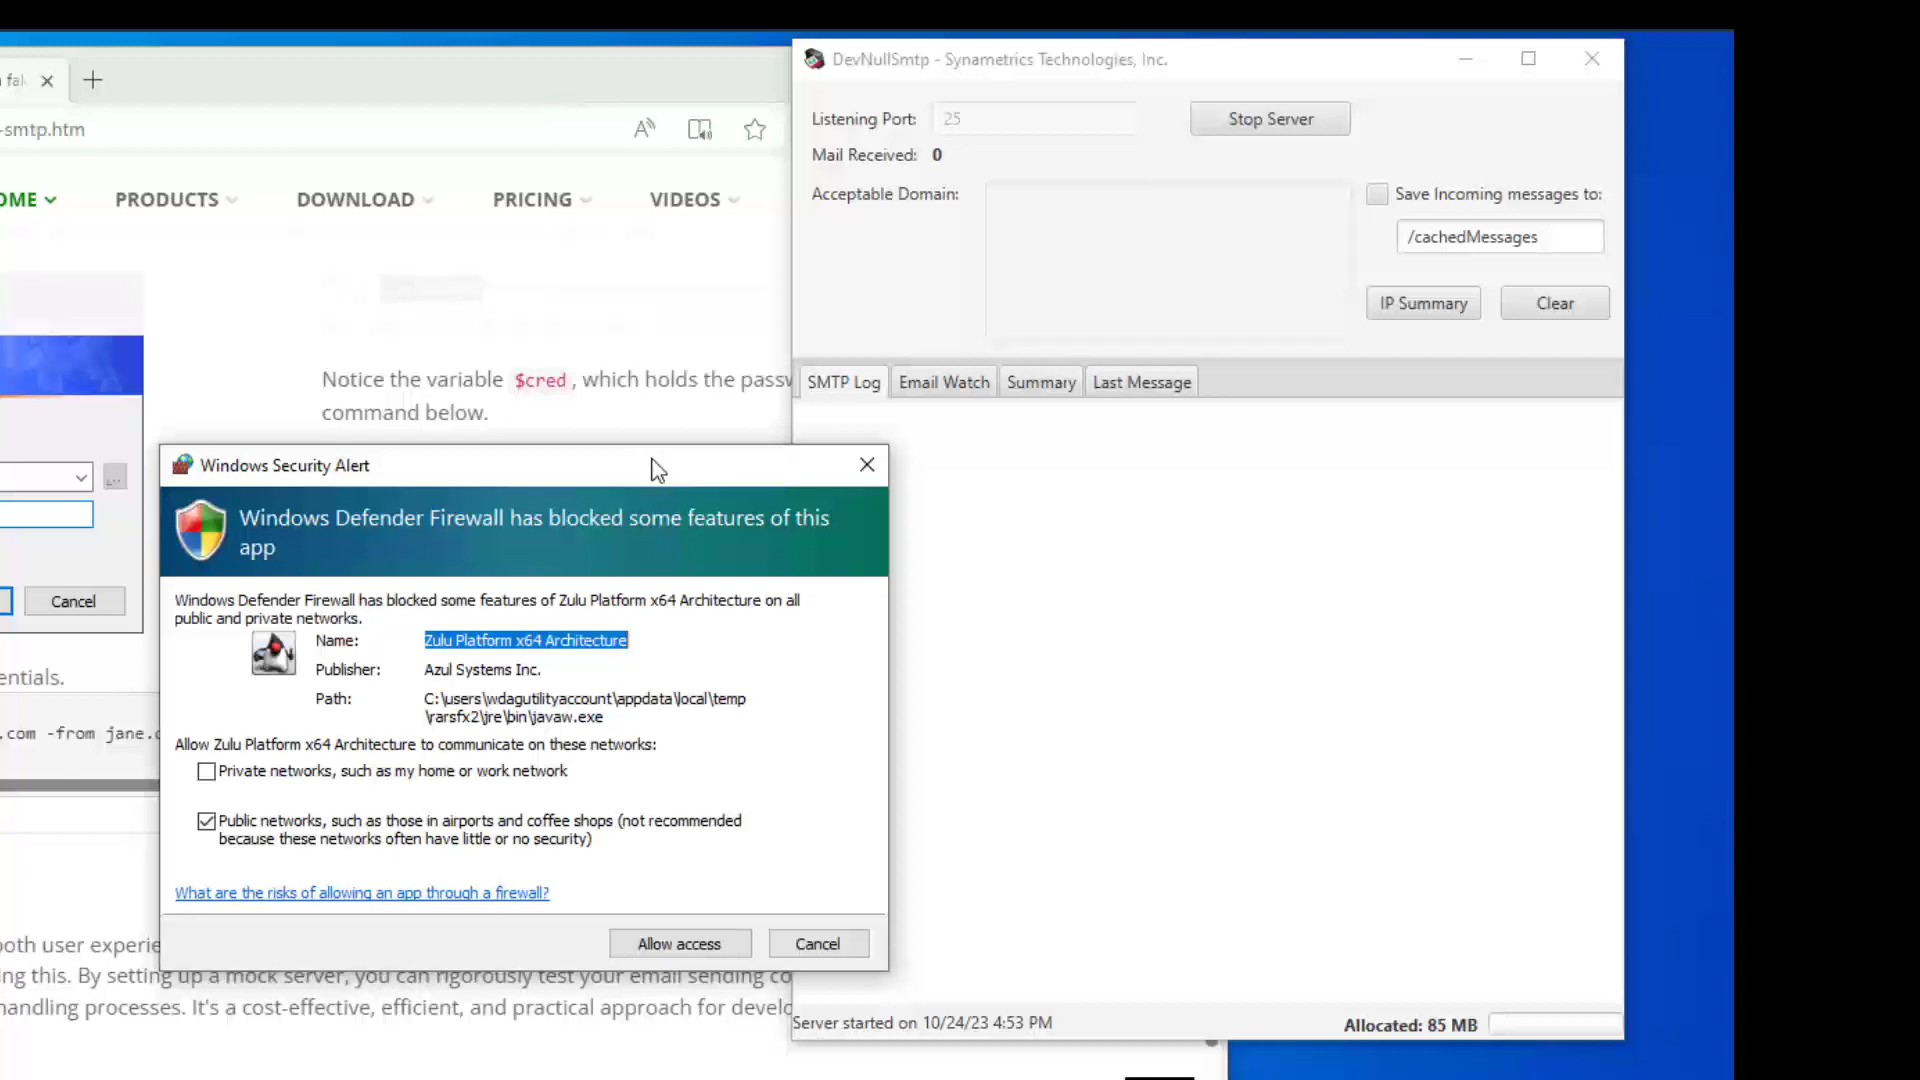 DevNullSmtp - Synametrics Technologies, Inc.
Listening Port: 25
Stop Server
Mail Received: 0
Acceptable Domain:
Save Incoming messages to:
/cachedMessages
IP Summary
Clear
SMTP Log
Email Watch
Summary
Last Message
Server started on 10/24/23 4:53 PM
Allocated: 85 MB
-smtp.htm
OME
PRODUCTS
DOWNLOAD
PRICING
VIDEOS
Notice the variable $cred, which holds the passw
command below.
Cancel
entials.
.com -from jane.
Windows Security Alert
Windows Defender Firewall has blocked some features of this
app
Windows Defender Firewall has blocked some features of Zulu Platform x64 Architecture on all
public and private networks.
Name: Zulu Platform x64 Architecture
Publisher: Azul Systems Inc.
Path: C:\users\wdagutilityaccount\appdata\local\temp
\rarsfx2\jre\bin\javaw.exe
Allow Zulu Platform x64 Architecture to communicate on these networks:
Private networks, such as my home or work network
Public networks, such as those in airports and coffee shops (not recommended
because these networks often have little or no security)
What are the risks of allowing an app through a firewall?
Allow access
Cancel
both user experie
ing this. By setting up a mock server, you can rigorously test your email sending co
handling processes. It's a cost-effective, efficient, and practical approach for develo